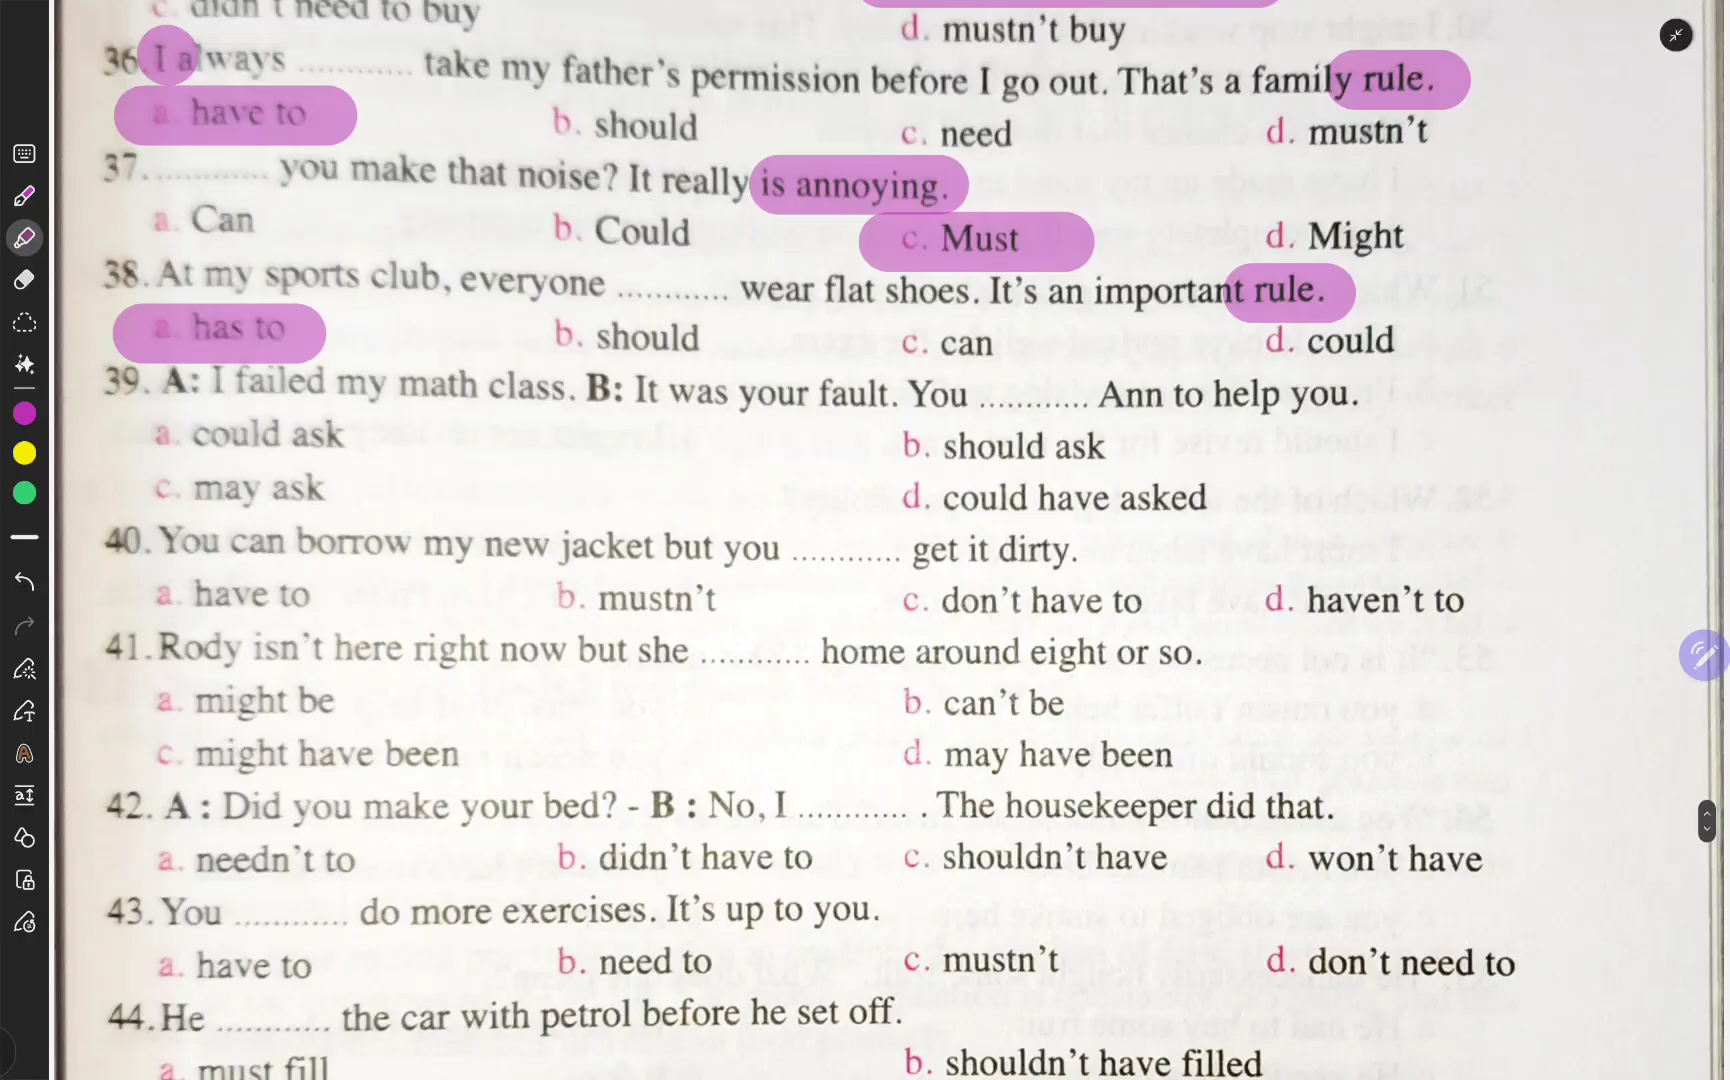 c. didn't need to buy
d. mustn't buy
36. I always ............ take my father's permission before I go out. That's a family rule.
a. have to b. should c. need d. mustn't
37. ............ you make that noise? It really is annoying.
a. Can b. Could c. Must d. Might
38. At my sports club, everyone ............ wear flat shoes. It's an important rule.
a. has to b. should c. can d. could
39. A: I failed my math class. B: It was your fault. You ............ Ann to help you.
a. could ask b. should ask
c. may ask d. could have asked
40. You can borrow my new jacket but you ............ get it dirty.
a. have to b. mustn't c. don't have to d. haven't to
41. Rody isn't here right now but she ............ home around eight or so.
a. might be b. can't be
c. might have been d. may have been
42. A : Did you make your bed? - B : No, I ............ . The housekeeper did that.
a. needn't to b. didn't have to c. shouldn't have d. won't have
43. You ............ do more exercises. It's up to you.
a. have to b. need to c. mustn't d. don't need to
44. He ............ the car with petrol before he set off.
a. must fill b. shouldn't have filled